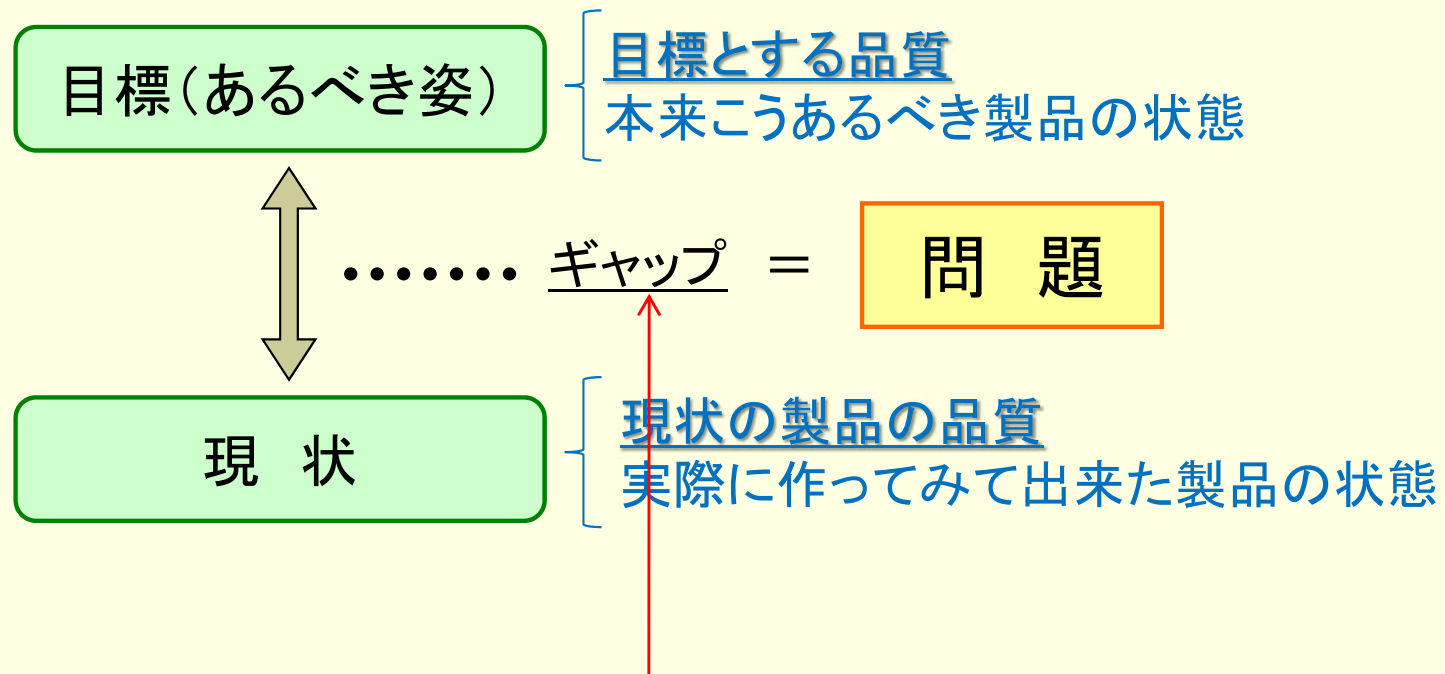 目標（あるべき姿）
目標とする品質
本来こうあるべき製品の状態
・・・・・・・ ギャップ ＝ 問　題
現　状
現状の製品の品質
実際に作ってみて出来た製品の状態